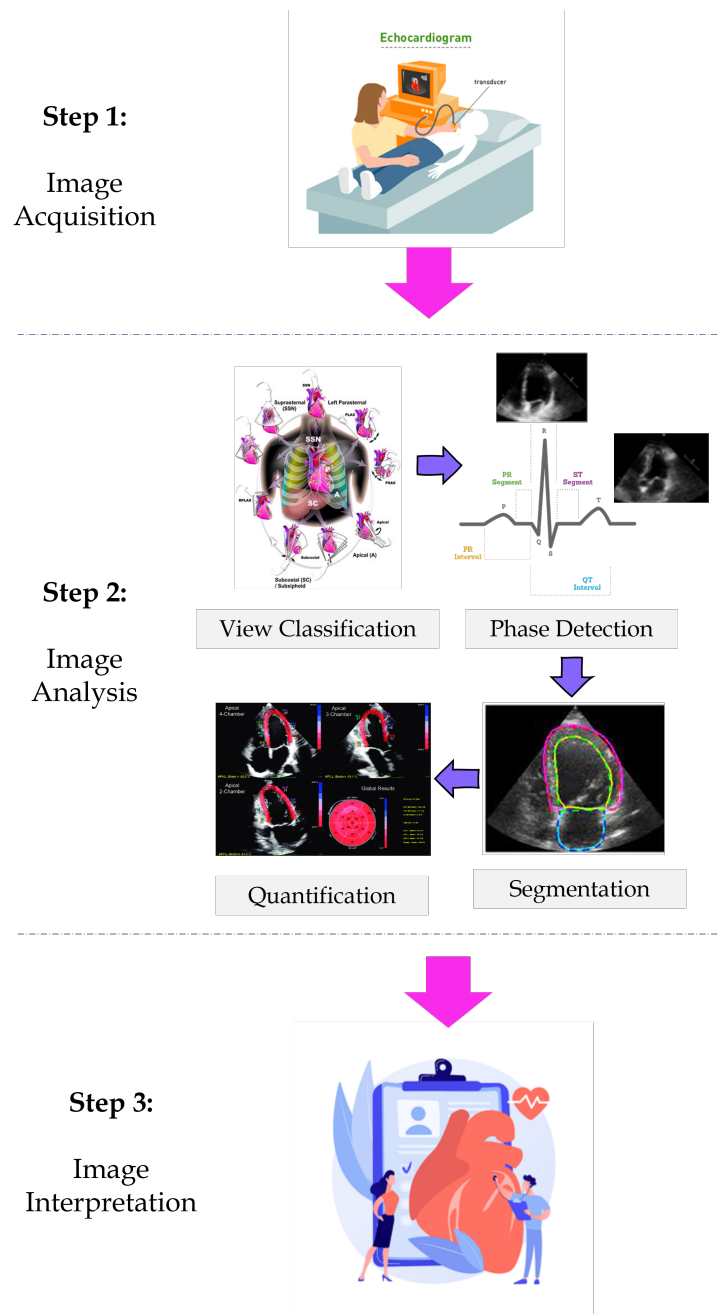 Echocardiogram
transducer
Step 1:
Image
Acquisition
SSN
Suprasternal
(SSN)
Left Parasternal
PLAX
SSN
P
PSAX
A
SC
RPLAX
Apical
Subcostal
Apical (A)
Subcostal (SC)
/ Subxiphoid
View Classification
R
PR
Segment
ST
Segment
P
T
Q
S
PR
Interval
QT
Interval
Phase Detection
Step 2:
Image
Analysis
Apical
4-Chamber
Apical
3-Chamber
Apical
2-Chamber
Global Results
Quantification
Segmentation
Step 3:
Image
Interpretation